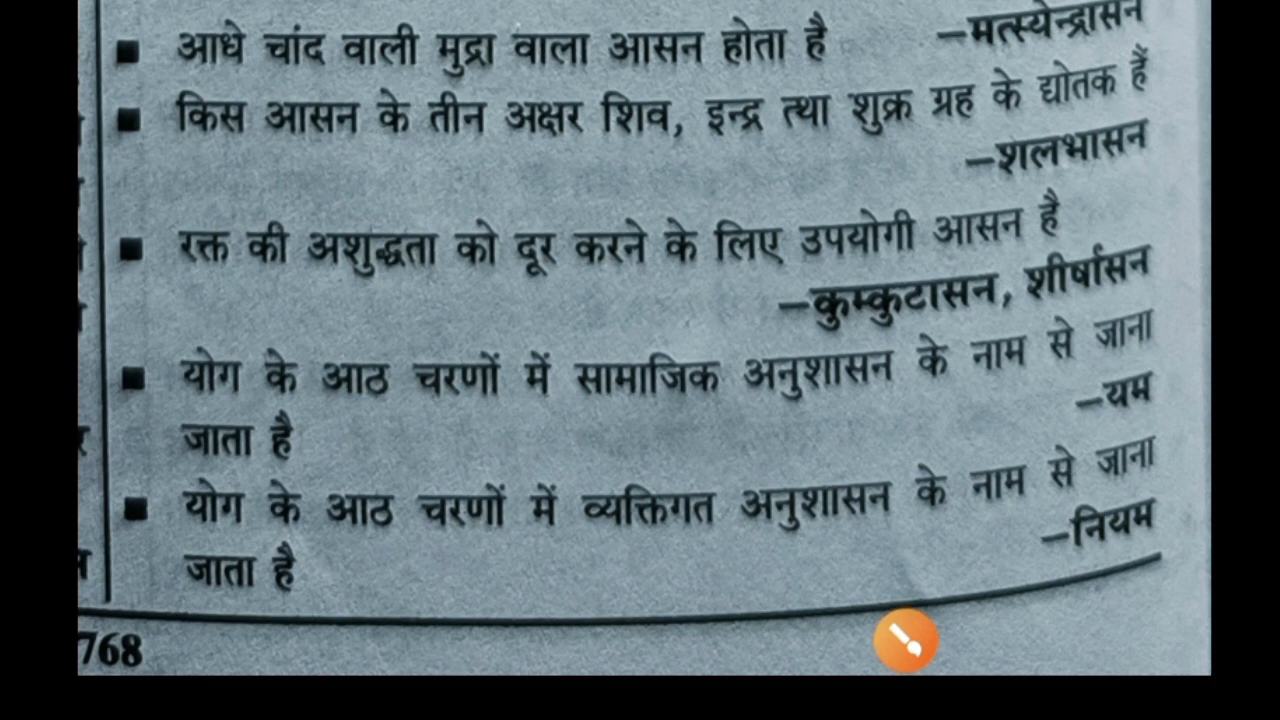 ■ आधे चांद वाली मुद्रा वाला आसन होता है —मत्स्येन्द्रासन
■ किस आसन के तीन अक्षर शिव, इन्द्र त्था शुक्र ग्रह के द्योतक हैं
—शलभासन
■ रक्त की अशुद्धता को दूर करने के लिए उपयोगी आसन है
—कुम्कुटासन, शीर्षासन
■ योग के आठ चरणों में सामाजिक अनुशासन के नाम से जाना
जाता है —यम
■ योग के आठ चरणों में व्यक्तिगत अनुशासन के नाम से जाना
जाता है —नियम
768